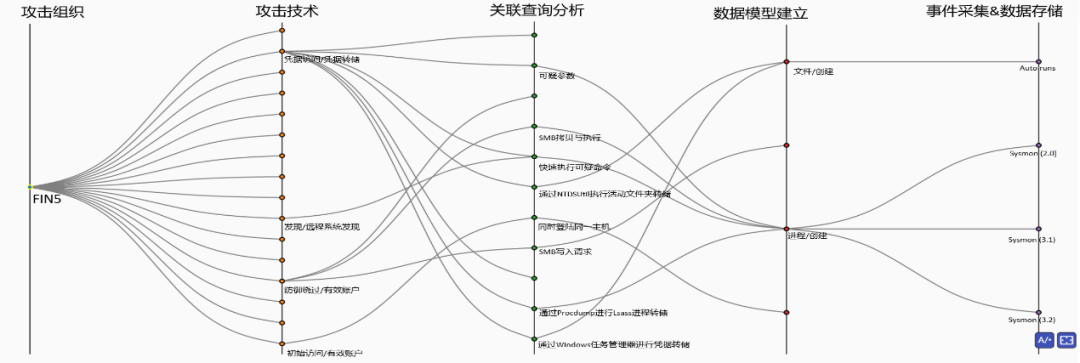 攻击组织
攻击技术
关联查询分析
数据模型建立
事件采集&数据存储
FIN5
凭据访问/凭据转储
发现/远程系统发现
防御绕过/有效账户
初始访问/有效账户
可疑参数
SMB拷贝与执行
快速执行可疑命令
通过NTDSUtil执行活动文件夹转储
同时登陆同一主机
SMB写入请求
通过Procdump进行Lsass进程转储
通过Windows任务管理器进行凭据转储
文件/创建
进程/创建
Autoruns
Sysmon (2.0)
Sysmon (3.1)
Sysmon (3.2)